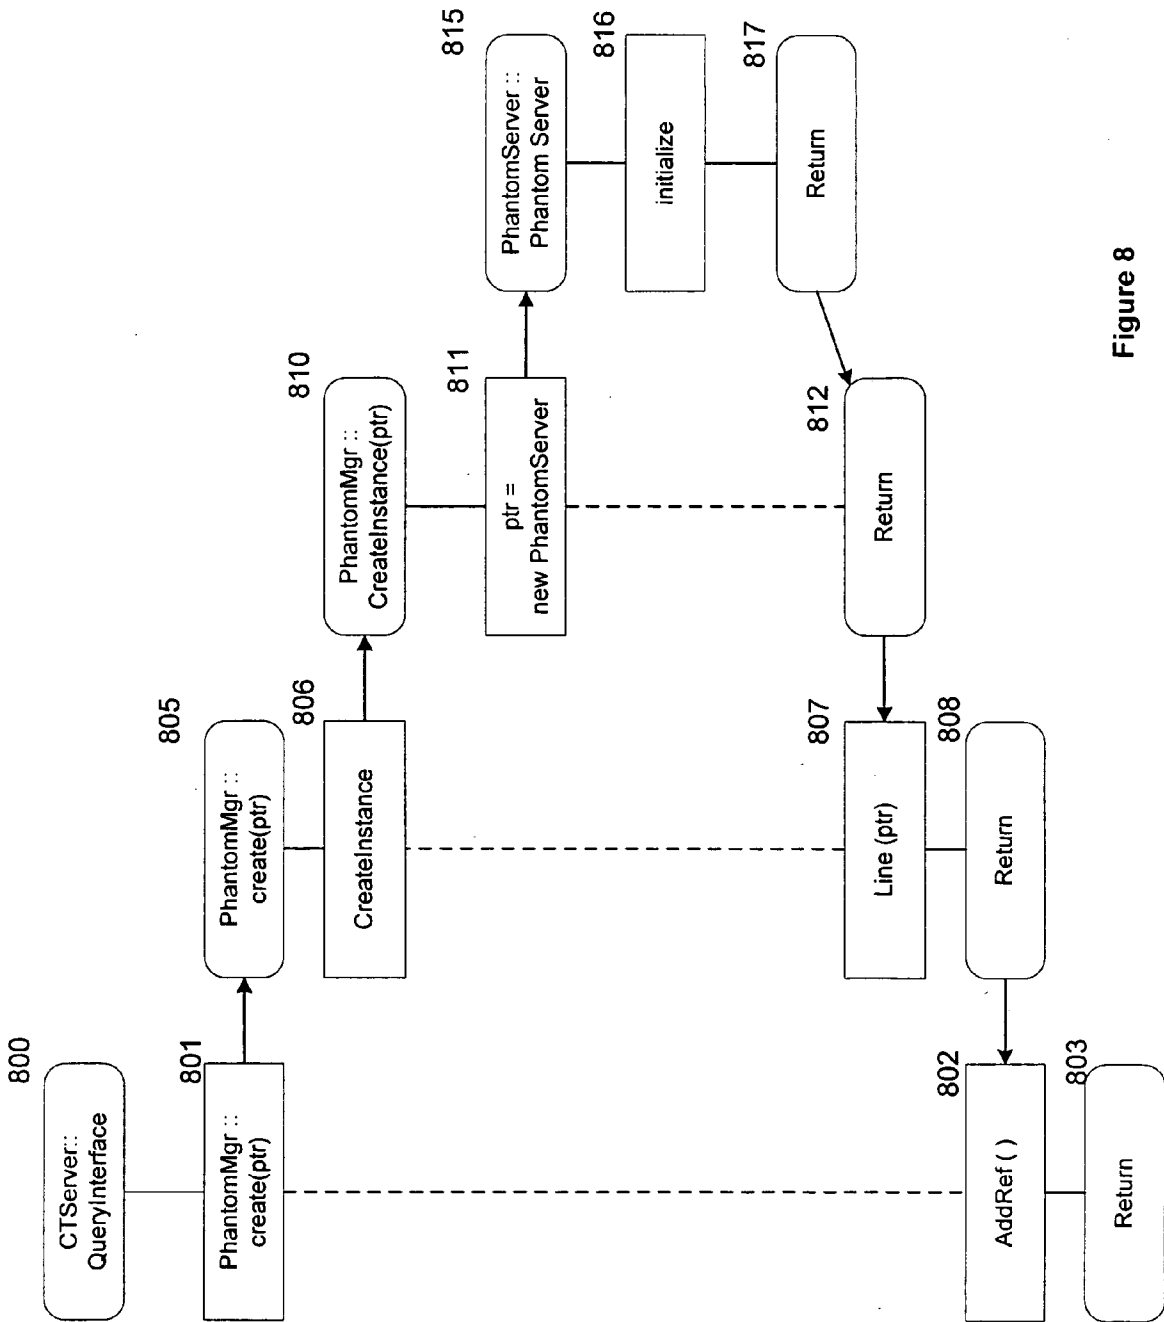 800
CTServer::
QueryInterface
801
PhantomMgr ::
create(ptr)
802
AddRef ( )
803
Return
805
PhantomMgr ::
create(ptr)
806
CreateInstance
807
Line (ptr)
808
Return
810
PhantomMgr ::
CreateInstance(ptr)
811
ptr =
new PhantomServer
812
Return
815
PhantomServer ::
Phantom Server
816
initialize
817
Return
Figure 8